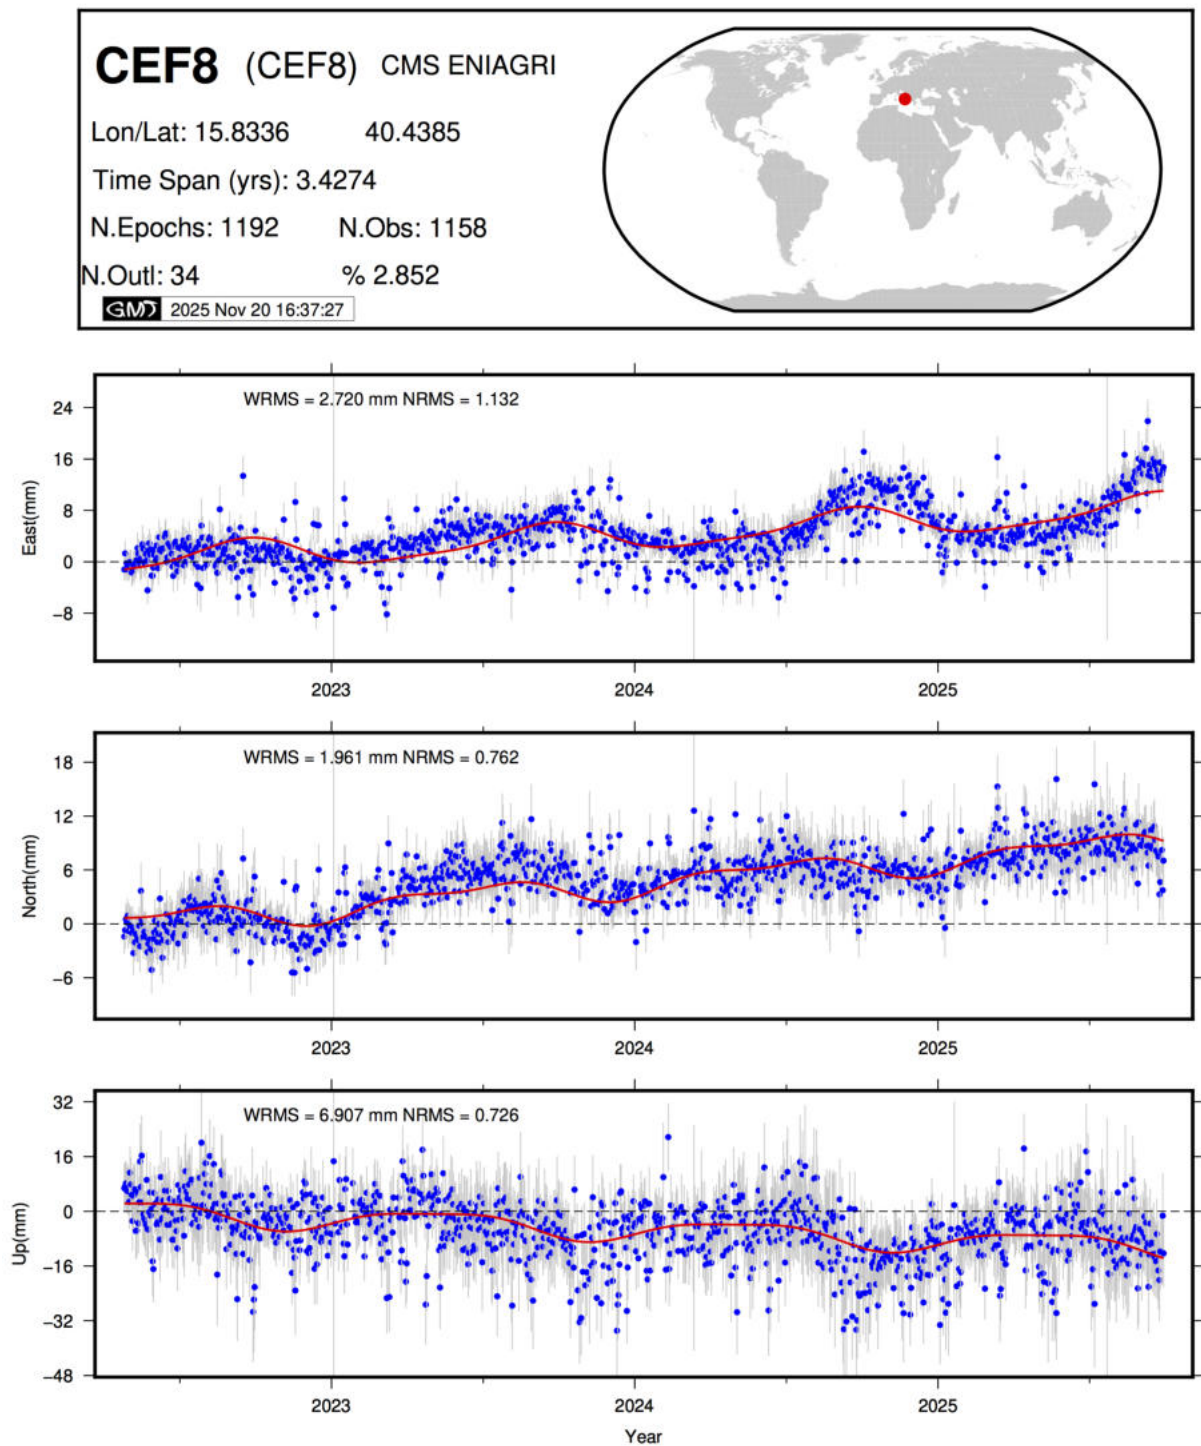 CEF8 (CEF8) CMS ENIAGRI
Lon/Lat: 15.8336 40.4385
Time Span (yrs): 3.4274
N.Epochs: 1192 N.Obs: 1158
N.Outl: 34 % 2.852
GMT 2025 Nov 20 16:37:27
WRMS = 2.720 mm NRMS = 1.132
24
16
8
0
−8
East(mm)
2023 2024 2025
WRMS = 1.961 mm NRMS = 0.762
18
12
6
0
−6
North(mm)
2023 2024 2025
WRMS = 6.907 mm NRMS = 0.726
32
16
0
−16
−32
−48
Up(mm)
2023 2024 2025
Year